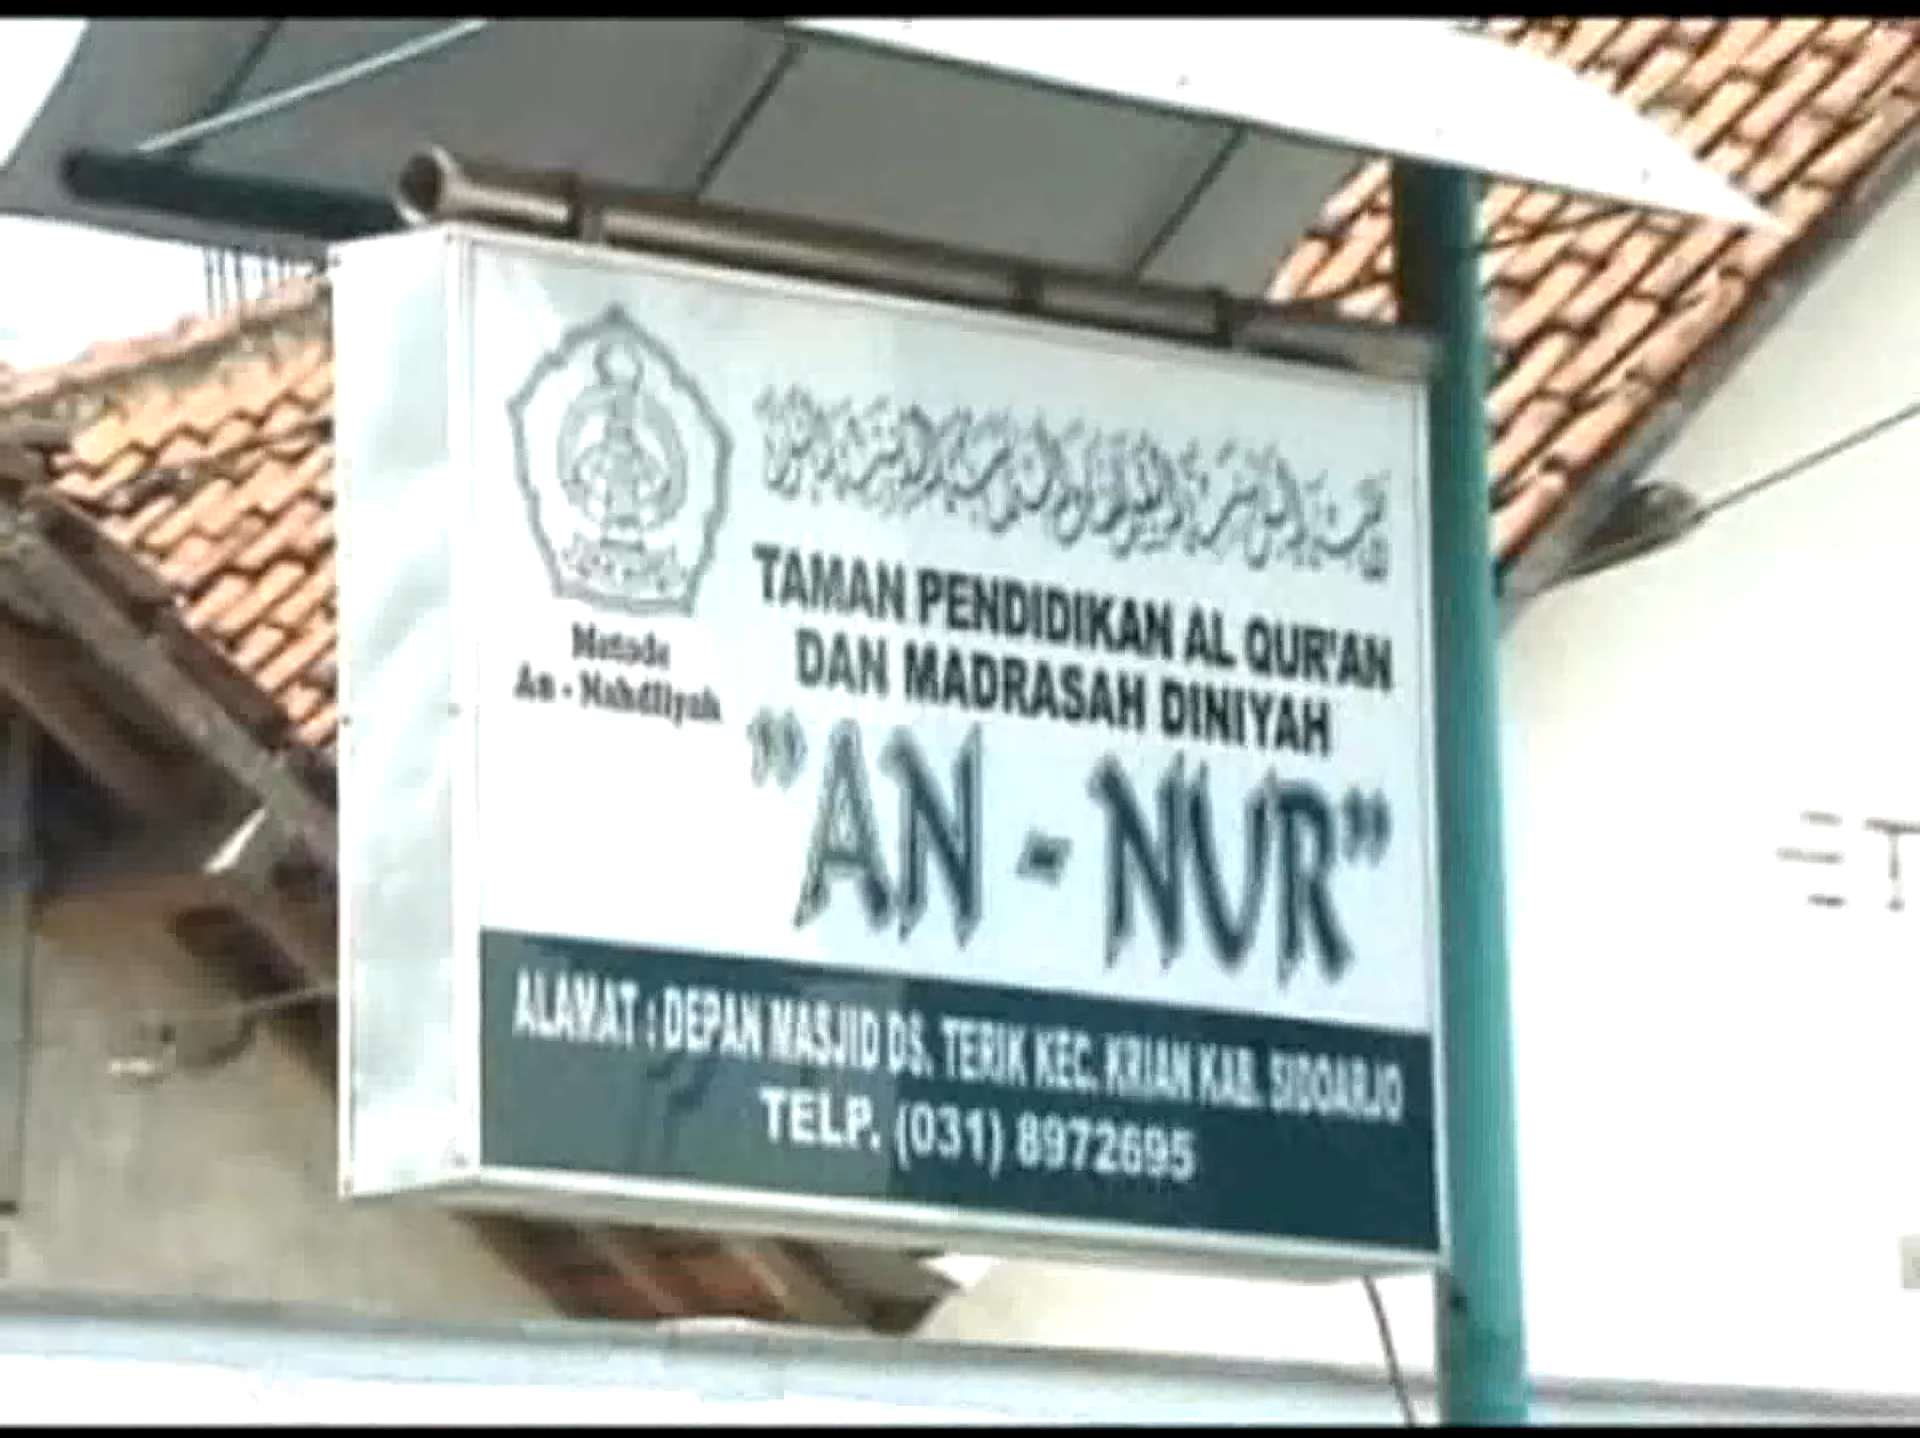 Metode
An - Nahdliyah
TAMAN PENDIDIKAN AL QUR'AN
DAN MADRASAH DINIYAH
"AN - NUR"
ALAMAT : DEPAN MASJID DS. TERIK KEC. KRIAN KAB. SIDOARJO
TELP. (031) 8972695